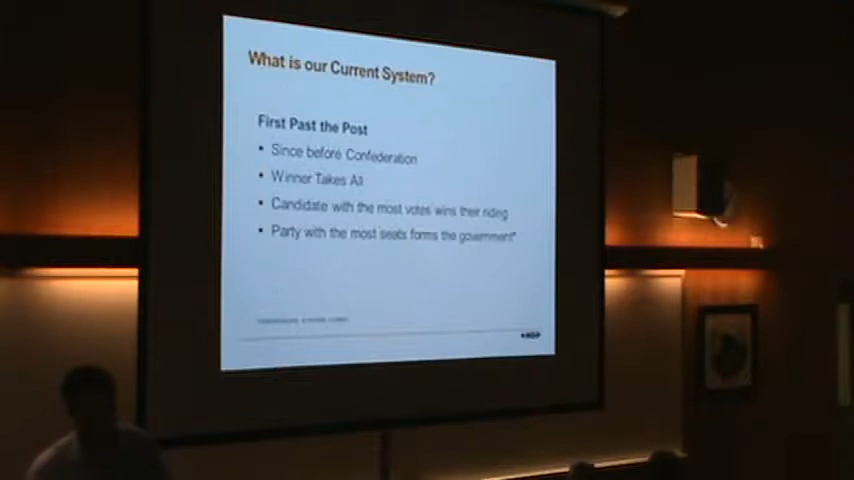 What is our Current System?
First Past the Post
• Since before Confederation
• Winner Takes All
• Candidate with the most votes wins their riding
• Party with the most seats forms the government*
NDP